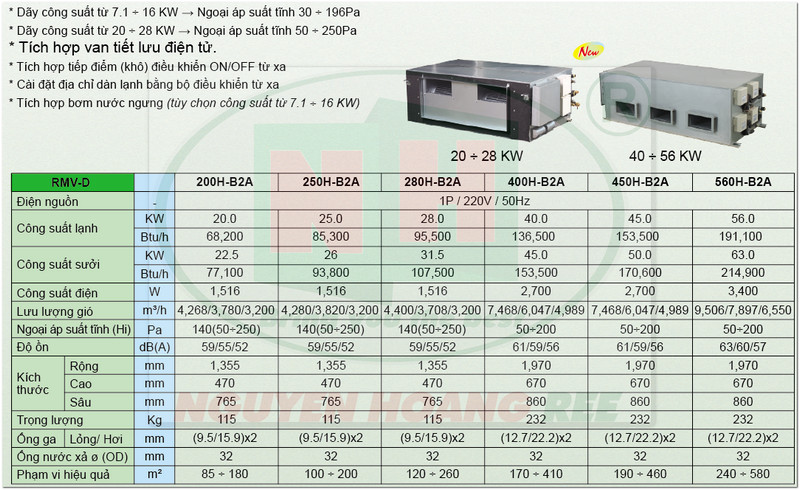 * Dãy công suất từ 7.1 ÷ 16 KW → Ngoại áp suất tĩnh 30 ÷ 196Pa
* Dãy công suất từ 20 ÷ 28 KW → Ngoại áp suất tĩnh 50 ÷ 250Pa
* Tích hợp van tiết lưu điện tử.
* Tích hợp tiếp điểm (khô) điều khiển ON/OFF từ xa
* Cài đặt địa chỉ dàn lạnh bằng bộ điều khiển từ xa
* Tích hợp bơm nước ngưng (tùy chọn công suất từ 7.1 ÷ 16 KW)
New
20 ÷ 28 KW 40 ÷ 56 KW
RMV-D 200H-B2A 250H-B2A 280H-B2A 400H-B2A 450H-B2A 560H-B2A
Điện nguồn - 1P / 220V / 50Hz
Công suất lạnh KW 20.0 25.0 28.0 40.0 45.0 56.0
Btu/h 68,200 85,300 95,500 136,500 153,500 191,100
Công suất sưởi KW 22.5 26 31.5 45.0 50.0 63.0
Btu/h 77,100 93,800 107,500 153,500 170,600 214,900
Công suất điện W 1,516 1,516 1,516 2,700 2,700 3,400
Lưu lượng gió m³/h 4,268/3,780/3,200 4,280/3,820/3,200 4,400/3,708/3,200 7,468/6,047/4,989 7,468/6,047/4,989 9,506/7,897/6,550
Ngoại áp suất tĩnh (Hi) Pa 140(50÷250) 140(50÷250) 140(50÷250) 50÷200 50÷200 50÷200
Độ ồn dB(A) 59/55/52 59/55/52 59/55/52 61/59/56 61/59/56 63/60/57
Kích thước Rộng mm 1,355 1,355 1,355 1,970 1,970 1,970
Cao mm 470 470 470 670 670 670
Sâu mm 765 765 765 860 860 860
Trọng lượng Kg 115 115 115 232 232 232
Ống ga Lỏng/ Hơi mm (9.5/15.9)x2 (9.5/15.9)x2 (9.5/15.9)x2 (12.7/22.2)x2 (12.7/22.2)x2 (12.7/22.2)x2
Ống nước xả ø (OD) mm 32 32 32 32 32 32
Phạm vi hiệu quả m² 85 ÷ 180 100 ÷ 200 120 ÷ 260 170 ÷ 410 190 ÷ 460 240 ÷ 580
NH
®
NGUYEN HOANG REE